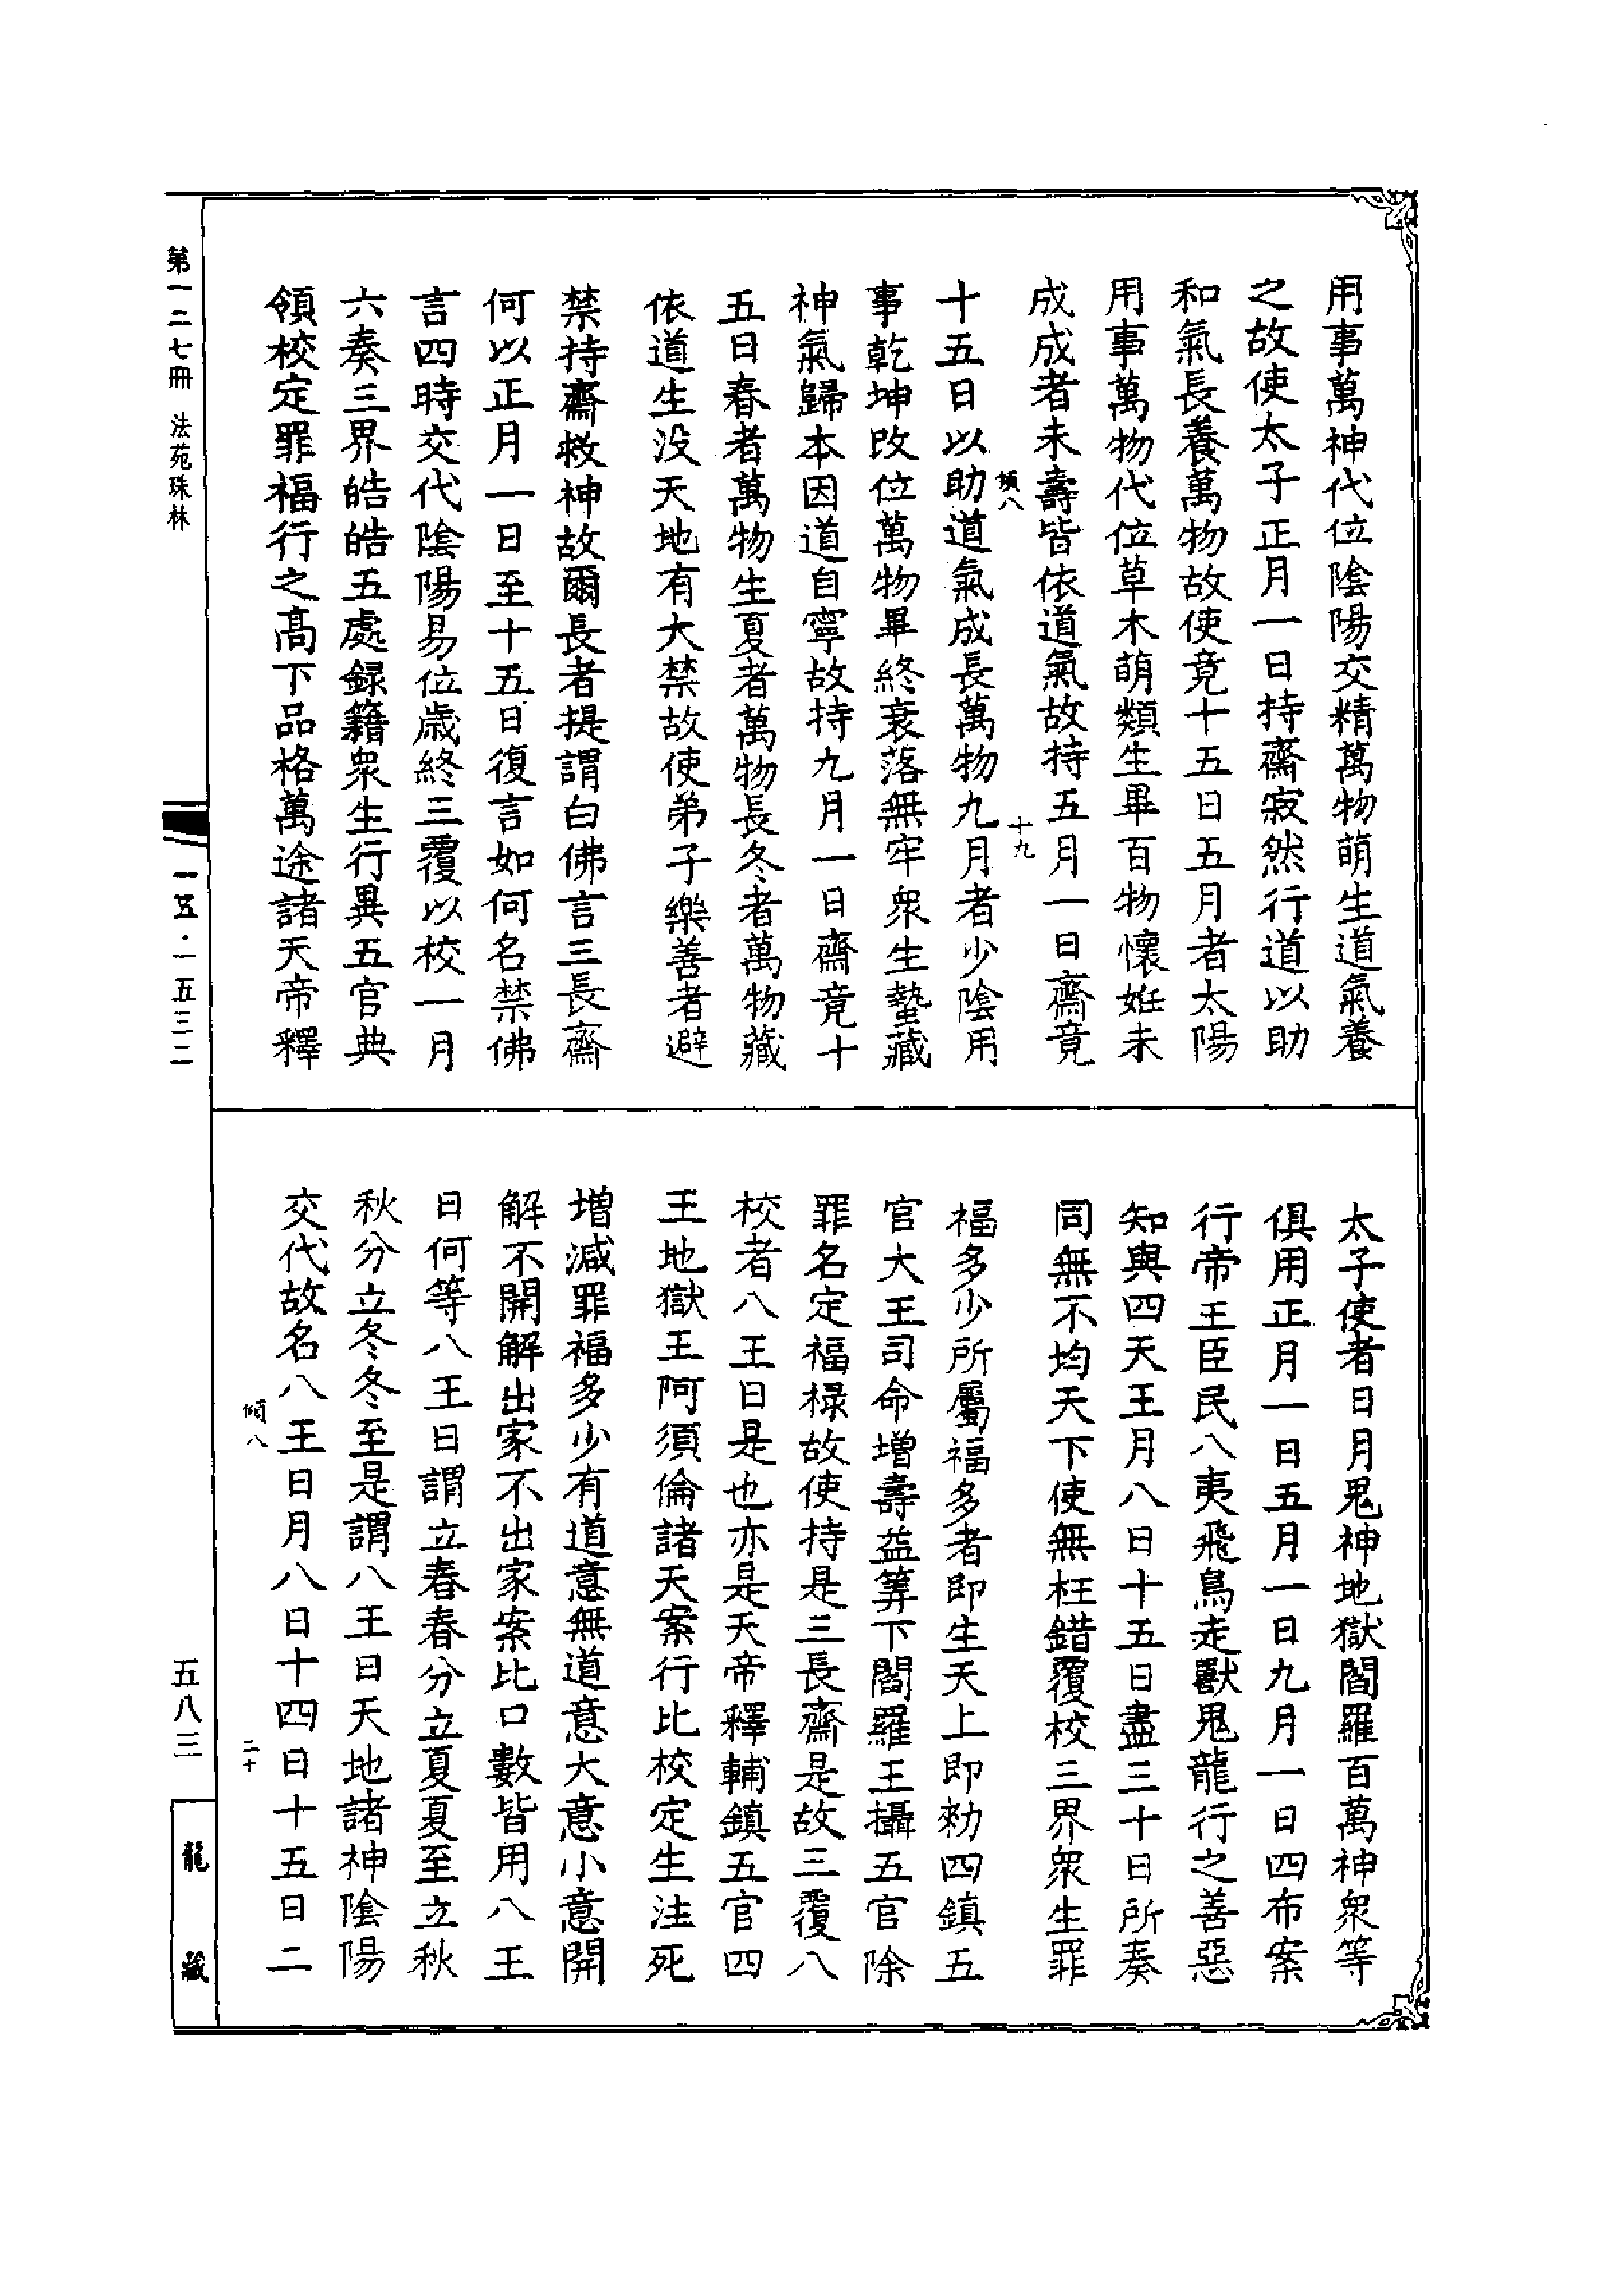 用事萬神代位陰陽交精萬物萌生道氣養
之故使太子正月一日持齋寂然行道以助
和氣長養萬物故使竟十五日五月者太陽
用事萬物代位草木萌類生畢百物懷妊未
成成者未壽皆依道氣故持五月一日齋竟
十五日以助道氣成長萬物九月者少陰用
事乾坤改位萬物畢終衰落無牢衆生蟄藏
神氣歸本因道自寧故持九月一日齋竟十
五日春者萬物生夏者萬物長冬者萬物藏
依道生没天地有大禁故使弟子樂善者避
禁持齋救神故爾長者提謂白佛言三長齋
何以正月一日至十五日復言如何名禁佛
言四時交代陰陽易位歲終三覆以校一月
六奏三界皓皓五處録籍衆生行異五官典
領校定罪福行之高下品格萬途諸天帝釋
太子使者日月鬼神地獄閻羅百萬神衆等
俱用正月一日五月一日九月一日四布案
行帝王臣民八夷飛鳥走獸鬼龍行之善惡
知與四天王月八日十五日盡三十日所奏
同無不均天下使無枉錯覆校三界衆生罪
福多少所屬福多者即生天上即勑四鎮五
官大王司命增壽益筭下閻羅王攝五官除
罪名定福禄故使持是三長齋是故三覆八
校者八王日是也亦是天帝釋輔鎮五官四
王地獄王阿須倫諸天案行比校定生注死
增減罪福多少有道意無道意大意小意開
解不開解出家不出家案比口數皆用八王
日何等八王日謂立春春分立夏夏至立秋
秋分立冬冬至是謂八王日天地諸神陰陽
交代故名八王日月八日十四日十五日二
傾八
十九
傾八
二十
第一二七冊 法苑珠林
一五·一五三二
五八三
龍藏